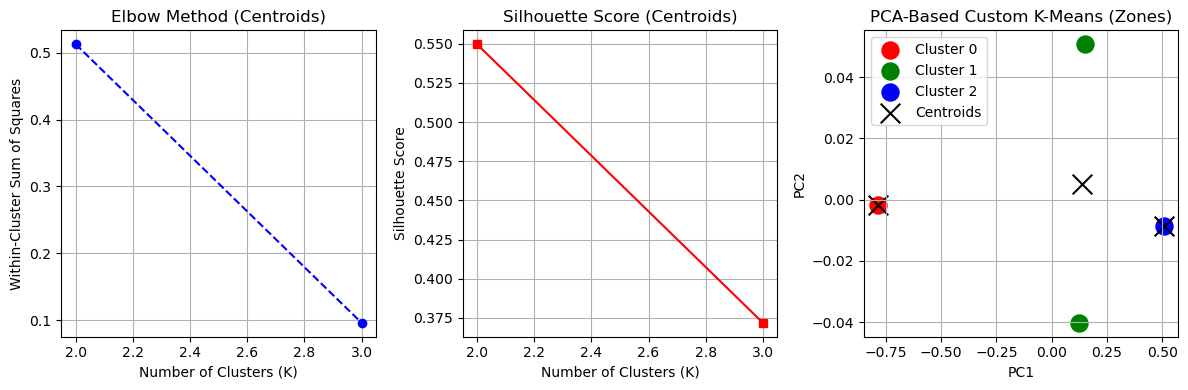 Elbow Method (Centroids)
Within-Cluster Sum of Squares
0.5
0.4
0.3
0.2
0.1
2.0 2.2 2.4 2.6 2.8 3.0
Number of Clusters (K)
Silhouette Score (Centroids)
Silhouette Score
0.550
0.525
0.500
0.475
0.450
0.425
0.400
0.375
2.0 2.2 2.4 2.6 2.8 3.0
Number of Clusters (K)
PCA-Based Custom K-Means (Zones)
Cluster 0
Cluster 1
Cluster 2
Centroids
PC2
0.04
0.02
0.00
−0.02
−0.04
−0.75 −0.50 −0.25 0.00 0.25 0.50
PC1